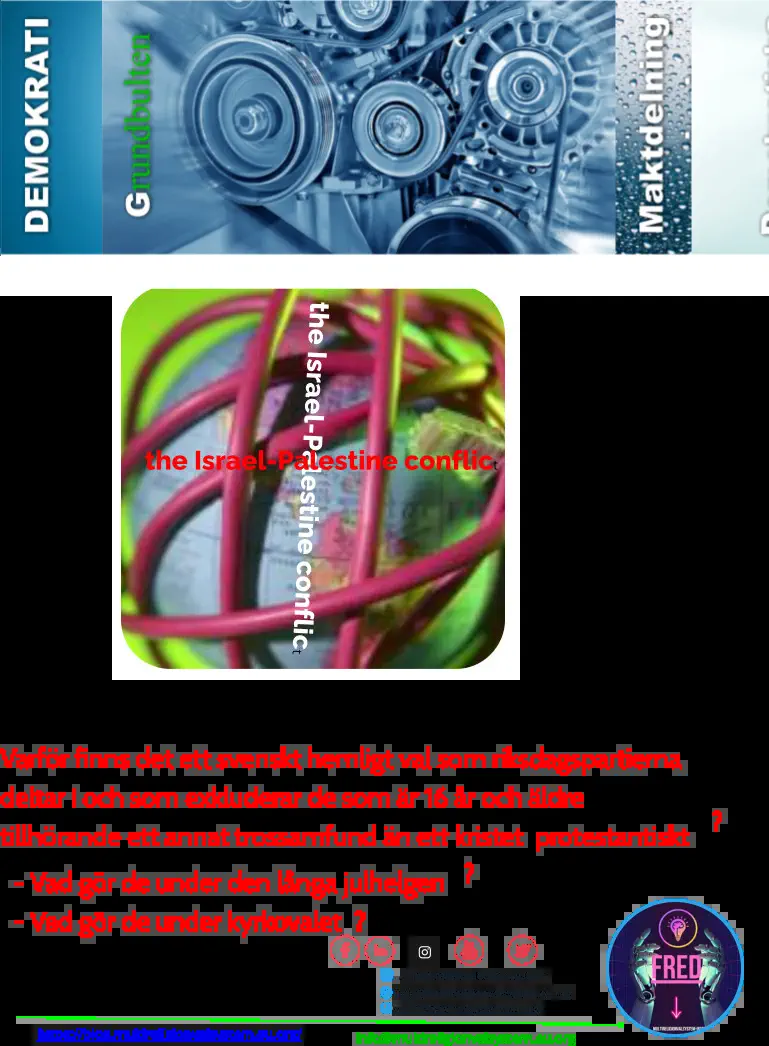 DEMOKRATI
Grundbulten
Maktdelning
the Israel-Palestine conflict
the Israel-Palestine conflict
Varför finns det ett svenskt hemligt val som riksdagspartierna
deltar i och som exkluderar de som är 16 år och äldre
tillhörande ett annat trossamfund än ett kristet protestantiskt ?
- Vad gör de under den långa julhelgen ?
- Vad gör de under kyrkovalet ?
FRED